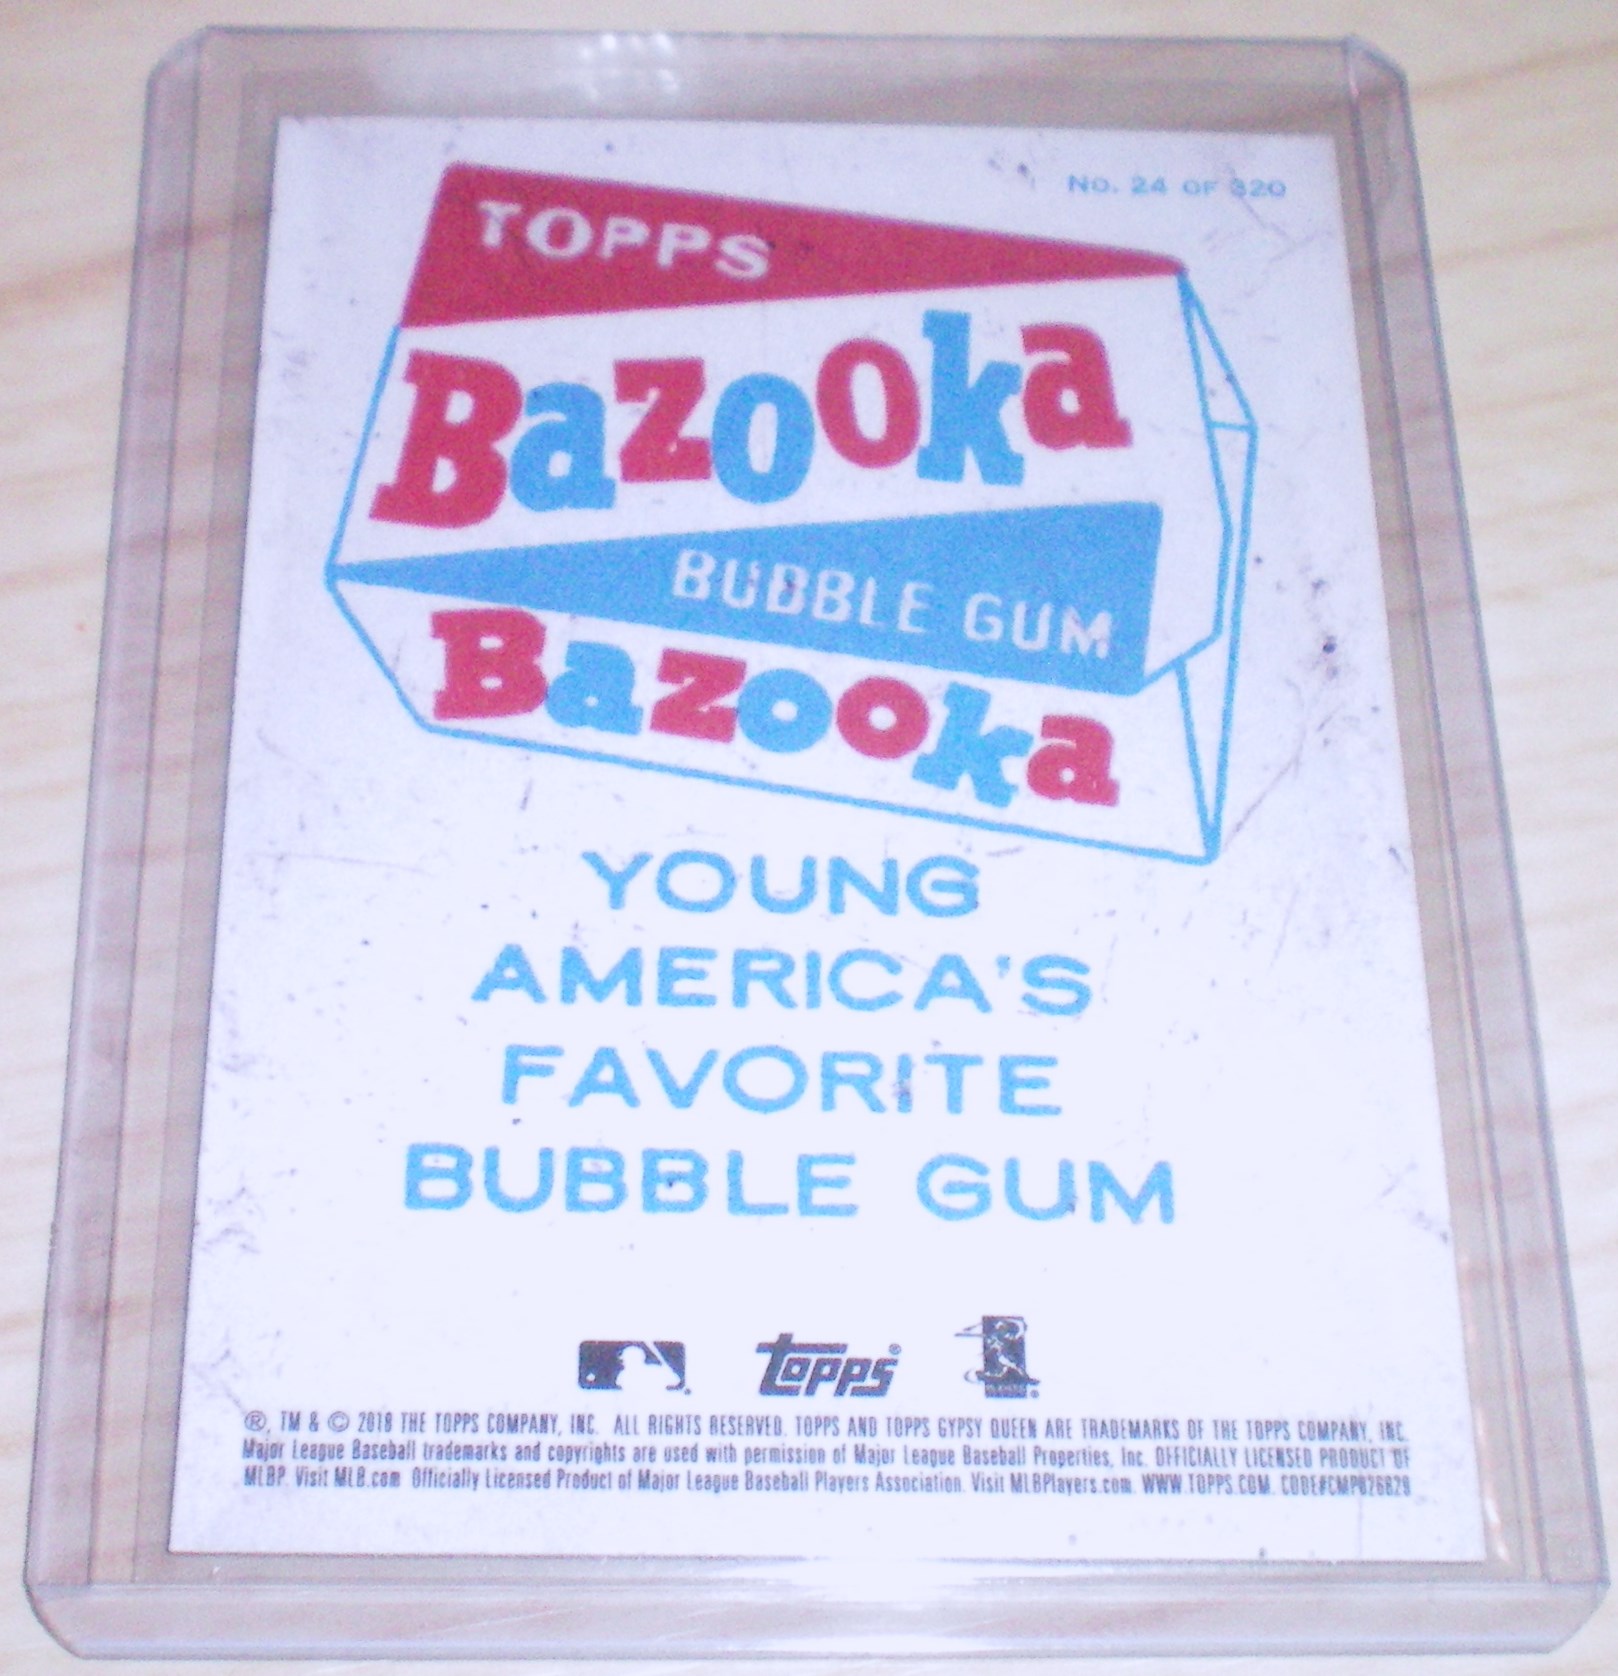 No. 24 OF 320
TOPPS
Bazooka
BUBBLE GUM
Bazooka
YOUNG
AMERICA'S
FAVORITE
BUBBLE GUM
topps®
®, TM & © 2018 THE TOPPS COMPANY, INC. ALL RIGHTS RESERVED. TOPPS AND TOPPS GYPSY QUEEN ARE TRADEMARKS OF THE TOPPS COMPANY, INC.
Major League Baseball trademarks and copyrights are used with permission of Major League Baseball Properties, Inc. OFFICIALLY LICENSED PRODUCT OF
MLBP. Visit MLB.com Officially Licensed Product of Major League Baseball Players Association. Visit MLBPlayers.com. WWW.TOPPS.COM. CODE#CMP026829